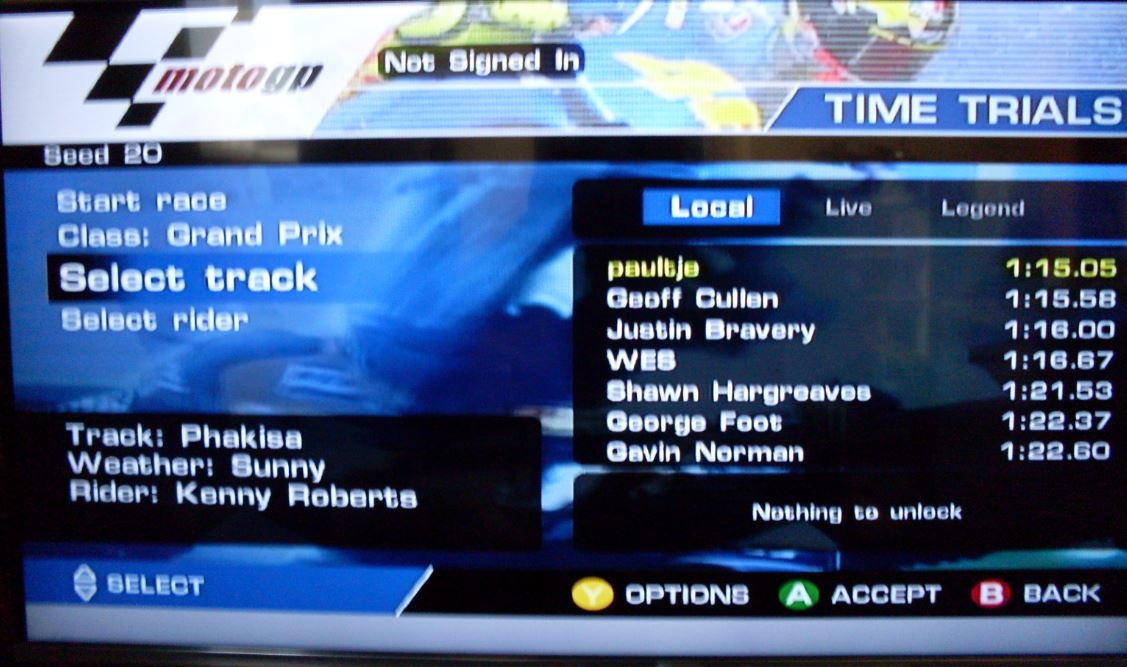 motogp
Not Signed In
TIME TRIALS
Seed 20
Start race
Class: Grand Prix
Select track
Select rider
Local Live Legend
paultje 1:15.05
Geoff Cullen 1:15.58
Justin Bravery 1:16.00
WES 1:16.67
Shawn Hargreaves 1:21.53
George Foot 1:22.37
Gavin Norman 1:22.60
Track: Phakisa
Weather: Sunny
Rider: Kenny Roberts
Nothing to unlock
SELECT Y OPTIONS A ACCEPT B BACK